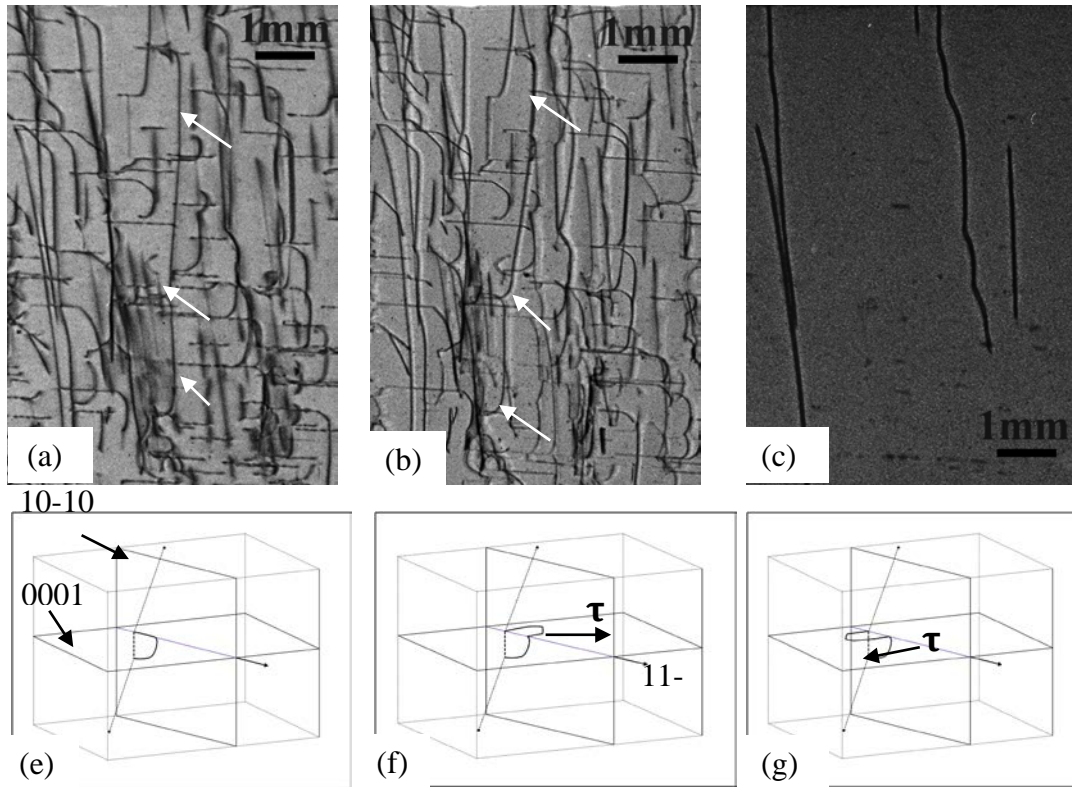 1mm
1mm
1mm
(a)
(b)
(c)
10-10
0001
τ
11-
τ
(e)
(f)
(g)